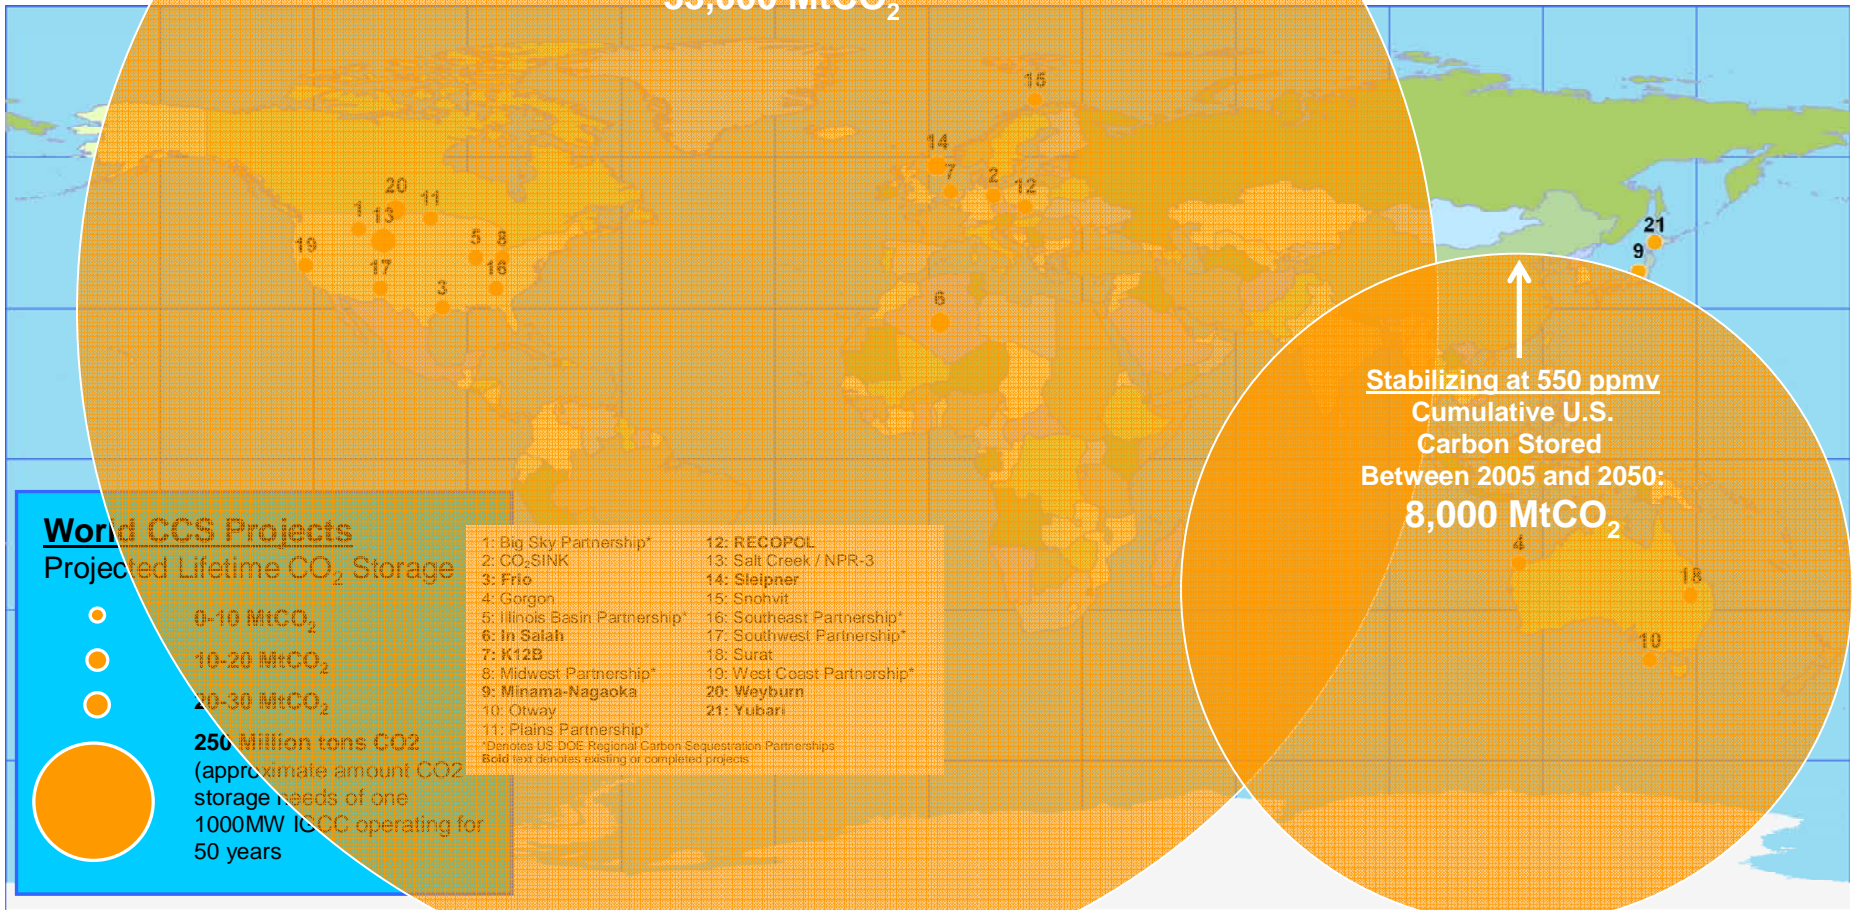 MtCO2
15
14
7
2
12
20
11
1
13
19
5
8
17
16
3
6
21
9
Stabilizing at 550 ppmv
Cumulative U.S.
Carbon Stored
Between 2005 and 2050:
8,000 MtCO2
4
18
10
World CCS Projects
Projected Lifetime CO2 Storage
0-10 MtCO2
10-20 MtCO2
20-30 MtCO2
250 Million tons CO2
(approximate amount CO2
storage needs of one
1000MW IGCC operating for
50 years
1: Big Sky Partnership*
2: CO2SINK
3: Frio
4: Gorgon
5: Illinois Basin Partnership*
6: In Salah
7: K12B
8: Midwest Partnership*
9: Minama-Nagaoka
10: Otway
11: Plains Partnership*
12: RECOPOL
13: Salt Creek / NPR-3
14: Sleipner
15: Snohvit
16: Southeast Partnership*
17: Southwest Partnership*
18: Surat
19: West Coast Partnership*
20: Weyburn
21: Yubari
*Denotes US DOE Regional Carbon Sequestration Partnerships
Bold text denotes existing or completed projects